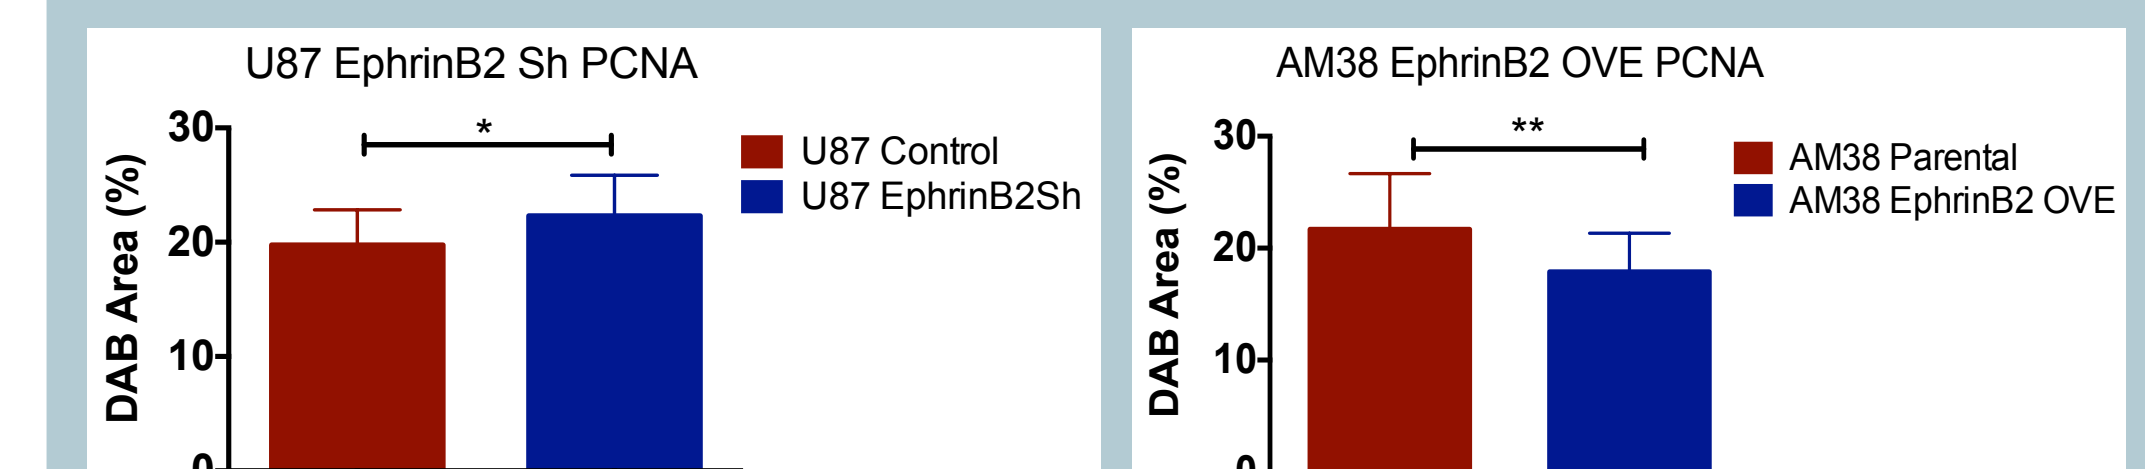 U87 EphrinB2 Sh PCNA
DAB Area (%)
30
20
10
0
*
U87 Control
U87 EphrinB2Sh
AM38 EphrinB2 OVE PCNA
DAB Area (%)
30
20
10
0
**
AM38 Parental
AM38 EphrinB2 OVE